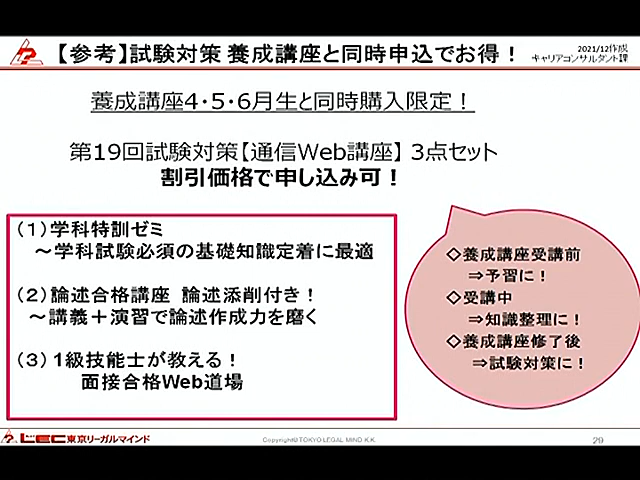 【参考】試験対策 養成講座と同時申込でお得！
2021/12作成
キャリアコンサルタント課
養成講座4・5・6月生と同時購入限定！
第19回試験対策【通信Web講座】 3点セット
割引価格で申し込み可！
（1）学科特訓ゼミ
～学科試験必須の基礎知識定着に最適
（2）論述合格講座 論述添削付き！
～講義＋演習で論述作成力を磨く
（3）1級技能士が教える！
面接合格Web道場
◇養成講座受講前
⇒予習に！
◇受講中
⇒知識整理に！
◇養成講座修了後
⇒試験対策に！
LEC東京リーガルマインド
Copyright© TOKYO LEGAL MIND K.K.
29